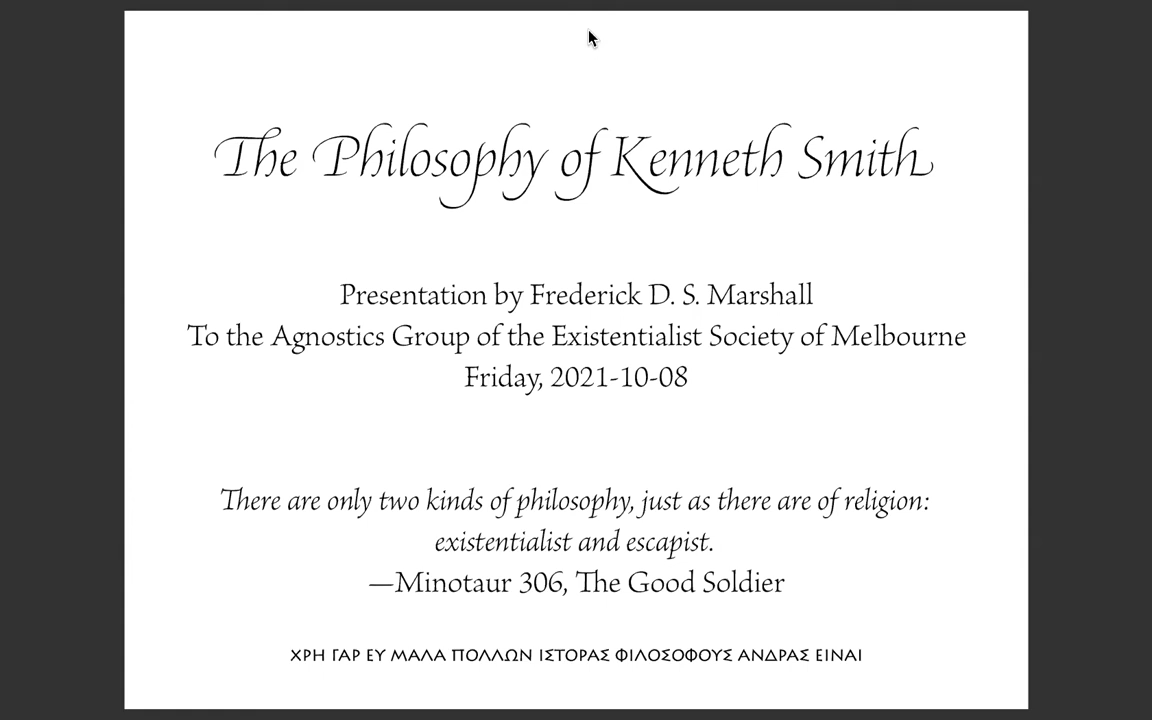 The Philosophy of Kenneth Smith
Presentation by Frederick D. S. Marshall
To the Agnostics Group of the Existentialist Society of Melbourne
Friday, 2021-10-08
There are only two kinds of philosophy, just as there are of religion:
existentialist and escapist.
—Minotaur 306, The Good Soldier
ΧΡΗ ΓΑΡ ΕΥ ΜΑΛΑ ΠΟΛΛΩΝ ΙΣΤΟΡΑΣ ΦΙΛΟΣΟΦΟΥΣ ΑΝΔΡΑΣ ΕΙΝΑΙ